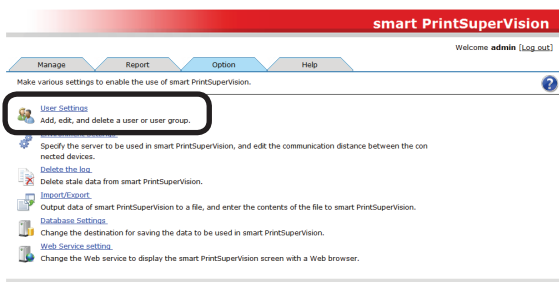 smart PrintSuperVision
Welcome admin [Log out]
Manage Report Option Help
Make various settings to enable the use of smart PrintSuperVision.
?
User Settings
Add, edit, and delete a user or user group.
Specify the server to be used in smart PrintSuperVision, and edit the communication distance between the con
nected devices.
Delete the log
Delete stale data from smart PrintSuperVision.
Import/Export
Output data of smart PrintSuperVision to a file, and enter the contents of the file to smart PrintSuperVision.
Database Settings
Change the destination for saving the data to be used in smart PrintSuperVision.
Web Service setting
Change the Web service to display the smart PrintSuperVision screen with a Web browser.